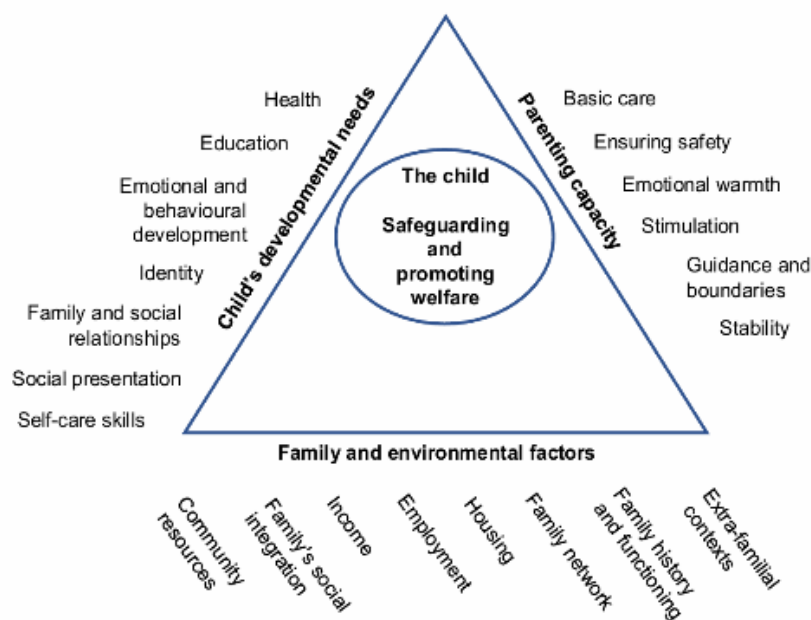 Health
Education
Emotional and
behavioural
development
Identity
Family and social
relationships
Social presentation
Self-care skills
Child's developmental needs
The child
Safeguarding
and
promoting
welfare
Parenting capacity
Basic care
Ensuring safety
Emotional warmth
Stimulation
Guidance and
boundaries
Stability
Family and environmental factors
Community
resources
Family's social
integration
Income
Employment
Housing
Family network
Family history
and functioning
Extra-familial
contexts